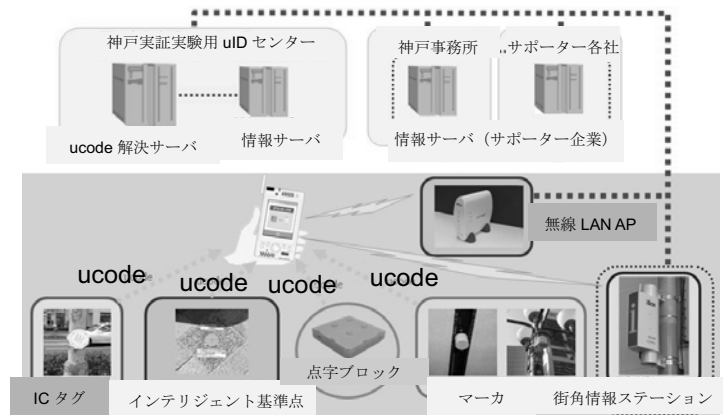 神戸実証実験用 uID センター
神戸事務所
サポーター各社
ucode 解決サーバ
情報サーバ
情報サーバ（サポーター企業）
無線 LAN AP
ucode
ucode
ucode
ucode
IC タグ
インテリジェント基準点
点字ブロック
マーカ
街角情報ステーション